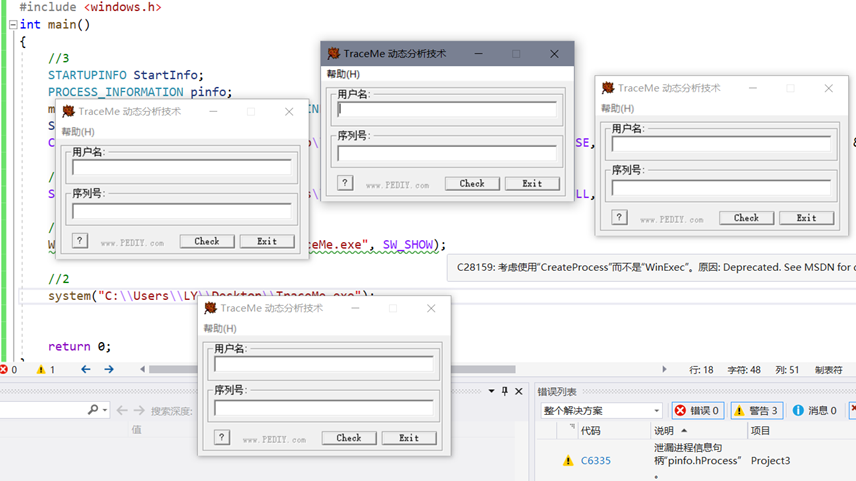 #include <windows.h>
int main()
{
//3
STARTUPINFO StartInfo;
PROCESS_INFORMATION pinfo;
TraceMe 动态分析技术
帮助(H)
用户名:
序列号:
?
www.PEDIY.com
Check
Exit
TraceMe 动态分析技术
帮助(H)
用户名:
序列号:
?
www.PEDIY.com
Check
Exit
TraceMe 动态分析技术
帮助(H)
用户名:
序列号:
?
www.PEDIY.com
Check
Exit
ceMe.exe", SW_SHOW);
C28159: 考虑使用"CreateProcess"而不是"WinExec"。原因: Deprecated. See MSDN for
//2
system("C:\\Users\\LY\\Desktop\\TraceMe.exe");
TraceMe 动态分析技术
帮助(H)
用户名:
序列号:
?
www.PEDIY.com
Check
Exit
return 0;
0
1
行: 18
字符: 48
列: 51
制表符
搜索深度:
值
错误列表
整个解决方案
错误 0
警告 3
消息 0
代码
说明
项目
C6335
泄漏进程信息句
柄"pinfo.hProcess"
Project3
。